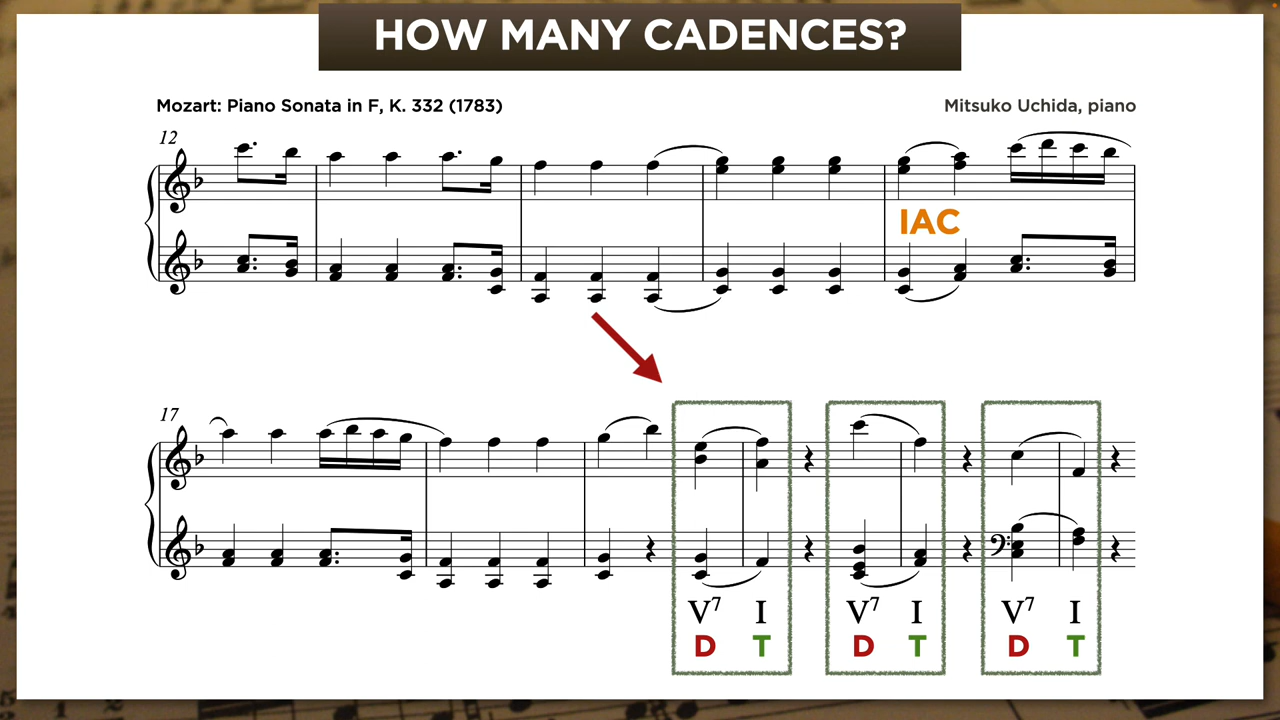 HOW MANY CADENCES?
Mozart: Piano Sonata in F, K. 332 (1783)
Mitsuko Uchida, piano
12
IAC
17
V⁷ I V⁷ I V⁷ I
D T D T D T